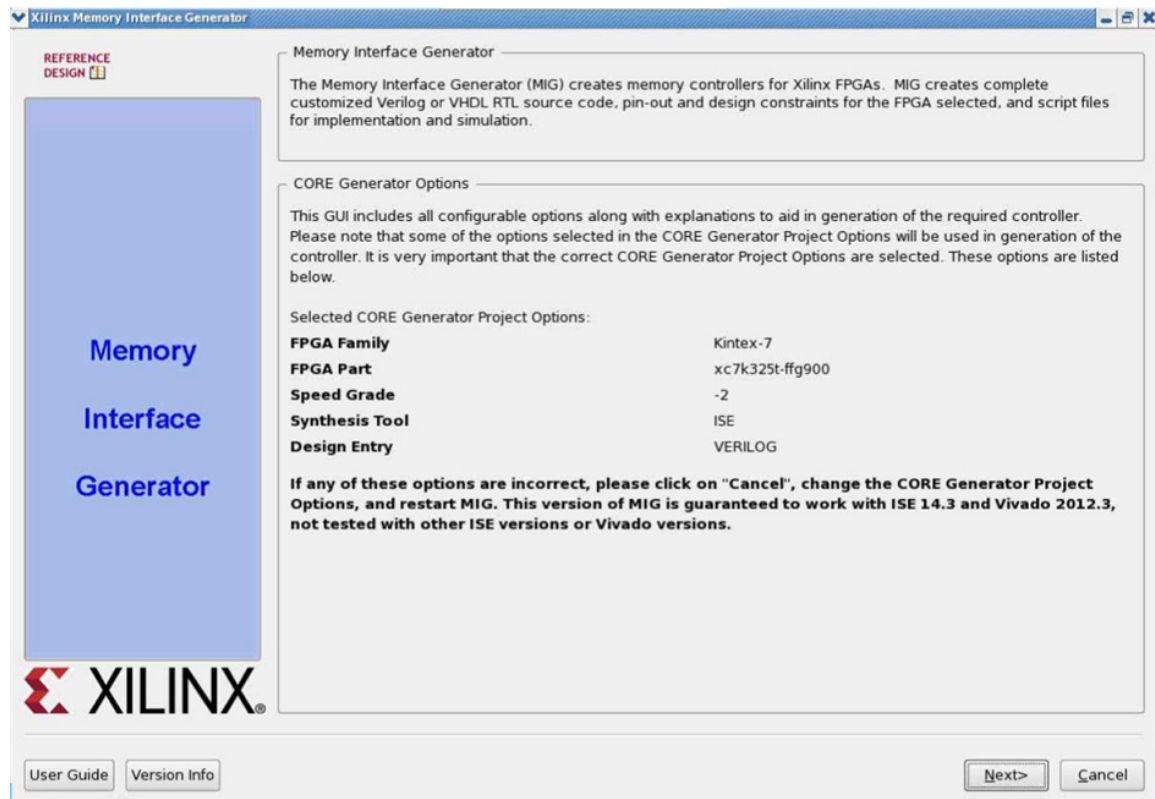 Xilinx Memory Interface Generator
REFERENCE
DESIGN
Memory
Interface
Generator
XILINX®
Memory Interface Generator
The Memory Interface Generator (MIG) creates memory controllers for Xilinx FPGAs. MIG creates complete
customized Verilog or VHDL RTL source code, pin-out and design constraints for the FPGA selected, and script files
for implementation and simulation.
CORE Generator Options
This GUI includes all configurable options along with explanations to aid in generation of the required controller.
Please note that some of the options selected in the CORE Generator Project Options will be used in generation of the
controller. It is very important that the correct CORE Generator Project Options are selected. These options are listed
below.
Selected CORE Generator Project Options:
FPGA Family Kintex-7
FPGA Part xc7k325t-ffg900
Speed Grade -2
Synthesis Tool ISE
Design Entry VERILOG
If any of these options are incorrect, please click on "Cancel", change the CORE Generator Project
Options, and restart MIG. This version of MIG is guaranteed to work with ISE 14.3 and Vivado 2012.3,
not tested with other ISE versions or Vivado versions.
User Guide Version Info Next> Cancel